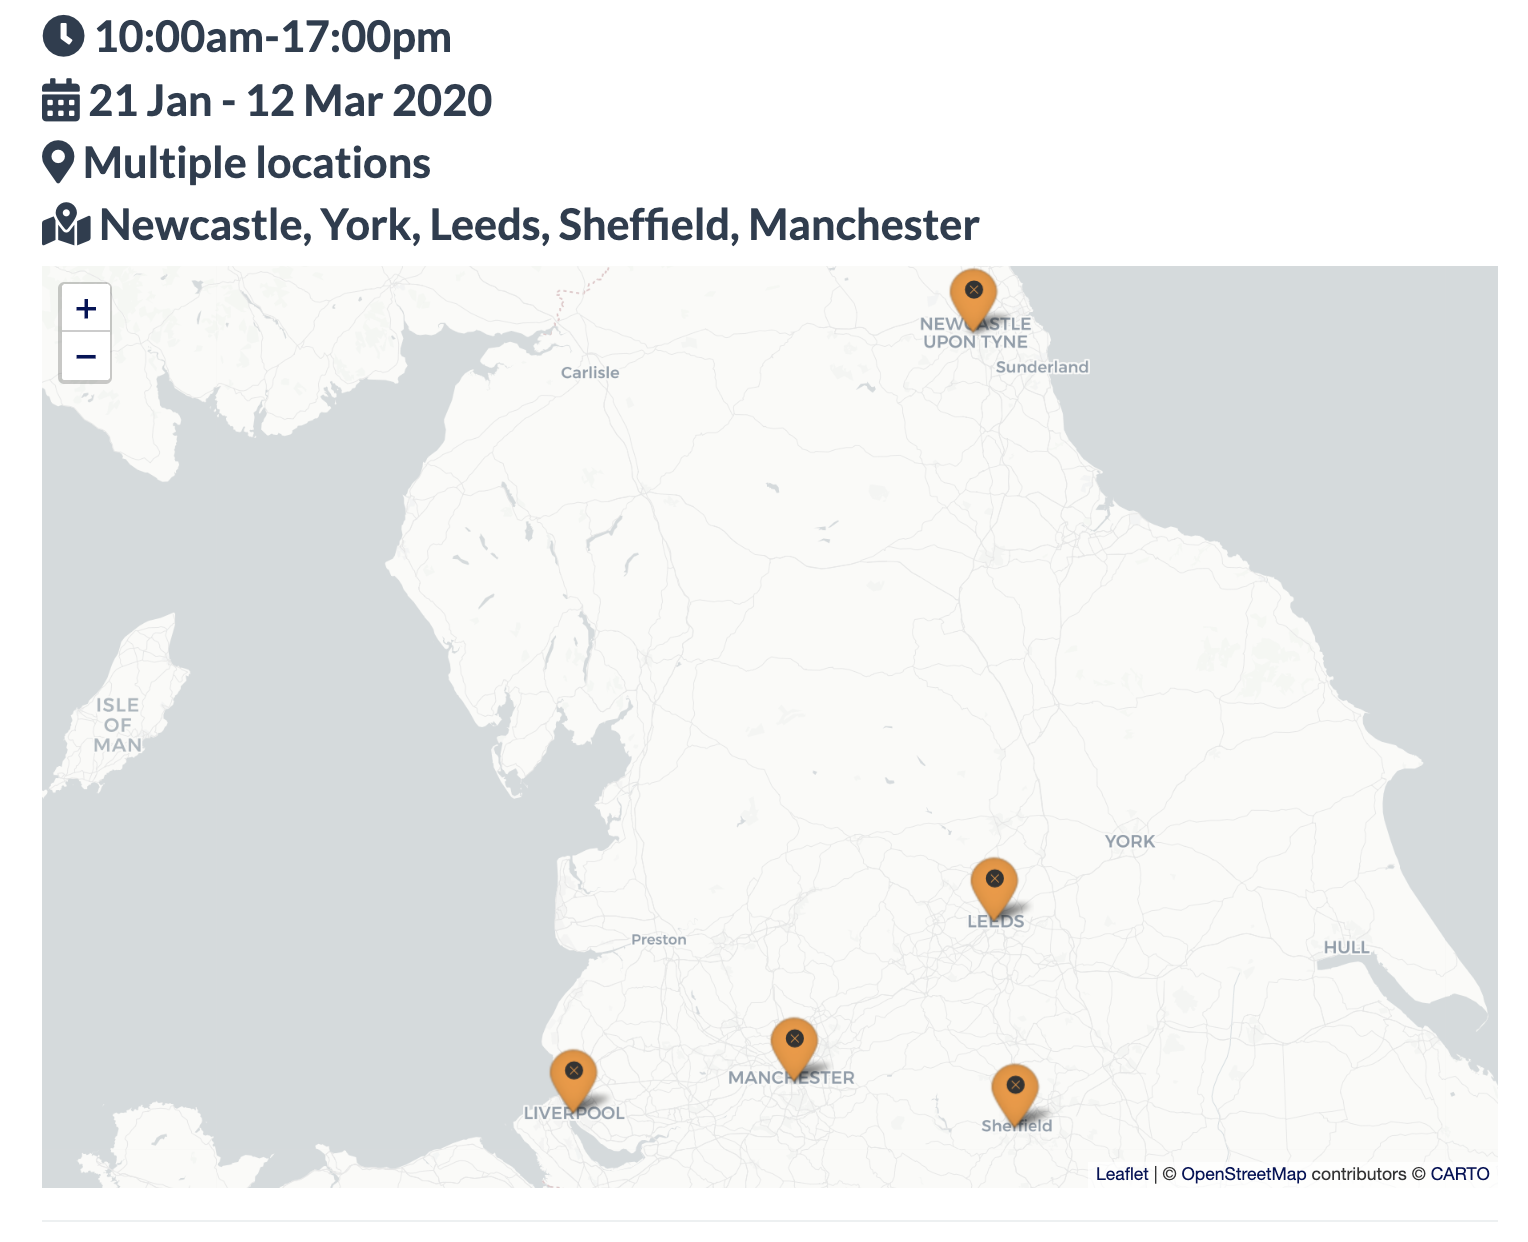 10:00am-17:00pm
21 Jan - 12 Mar 2020
Multiple locations
Newcastle, York, Leeds, Sheffield, Manchester
+
−
NEWCASTLE
UPON TYNE
Sunderland
Carlisle
ISLE
OF
MAN
YORK
LEEDS
Preston
HULL
MANCHESTER
LIVERPOOL
Sheffield
Leaflet | © OpenStreetMap contributors © CARTO